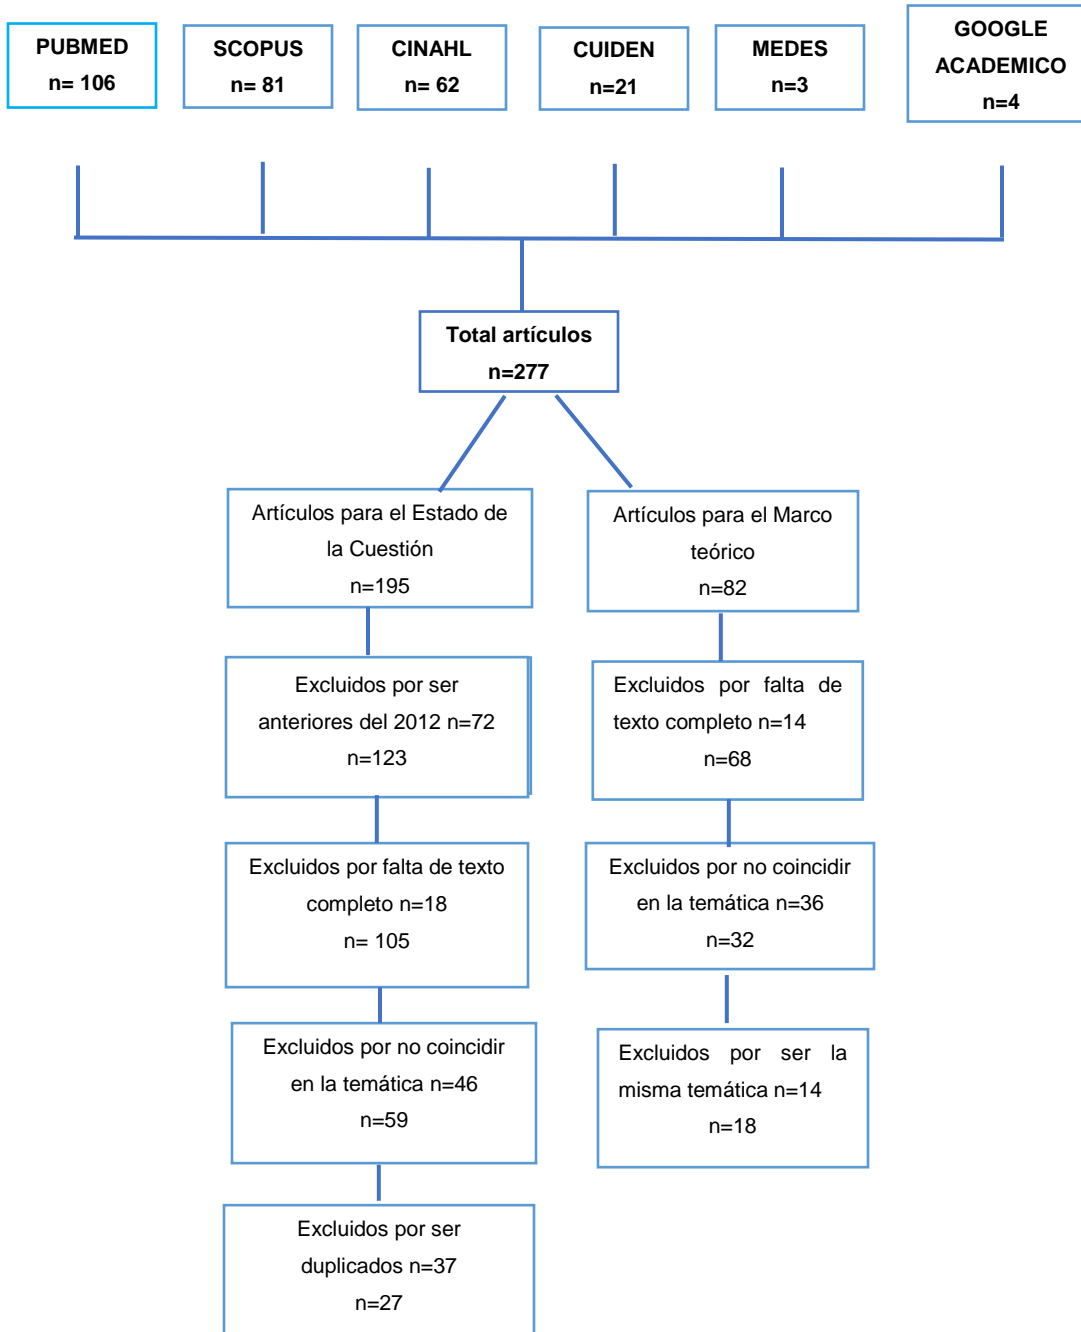 PUBMED
n= 106
SCOPUS
n= 81
CINAHL
n= 62
CUIDEN
n=21
MEDES
n=3
GOOGLE
ACADEMICO
n=4
Total artículos
n=277
Artículos para el Estado de
la Cuestión
n=195
Excluidos por ser
anteriores del 2012 n=72
n=123
Excluidos por falta de texto
completo n=18
n= 105
Excluidos por no coincidir
en la temática n=46
n=59
Excluidos por ser
duplicados n=37
n=27
Artículos para el Marco
teórico
n=82
Excluidos por falta de
texto completo n=14
n=68
Excluidos por no coincidir
en la temática n=36
n=32
Excluidos por ser la
misma temática n=14
n=18